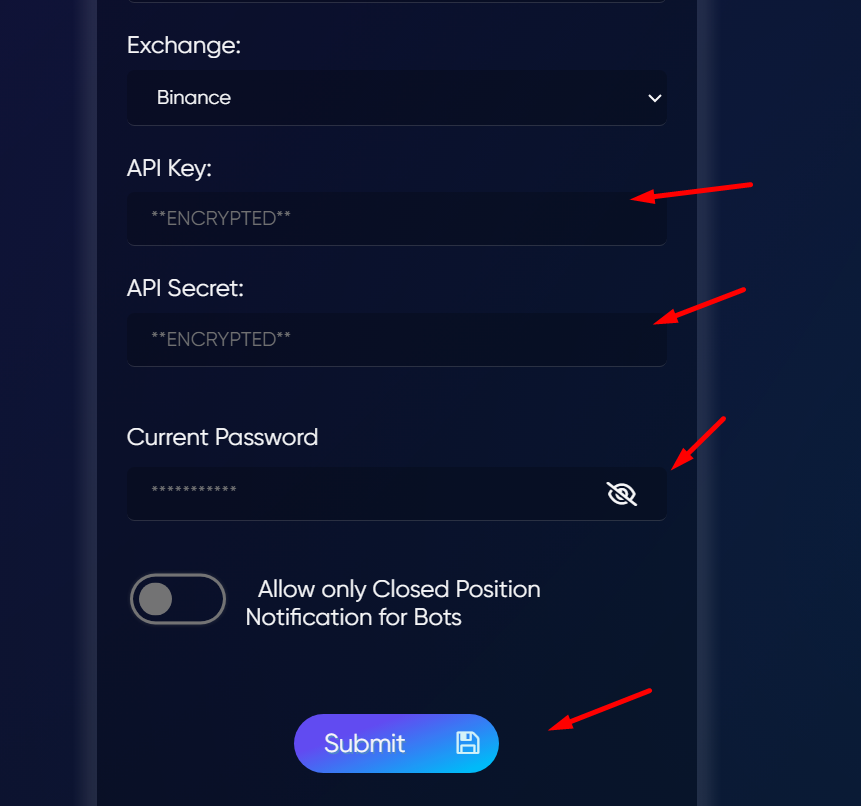 Exchange:
Binance
API Key:
**ENCRYPTED**
API Secret:
**ENCRYPTED**
Current Password
***********
Allow only Closed Position
Notification for Bots
Submit